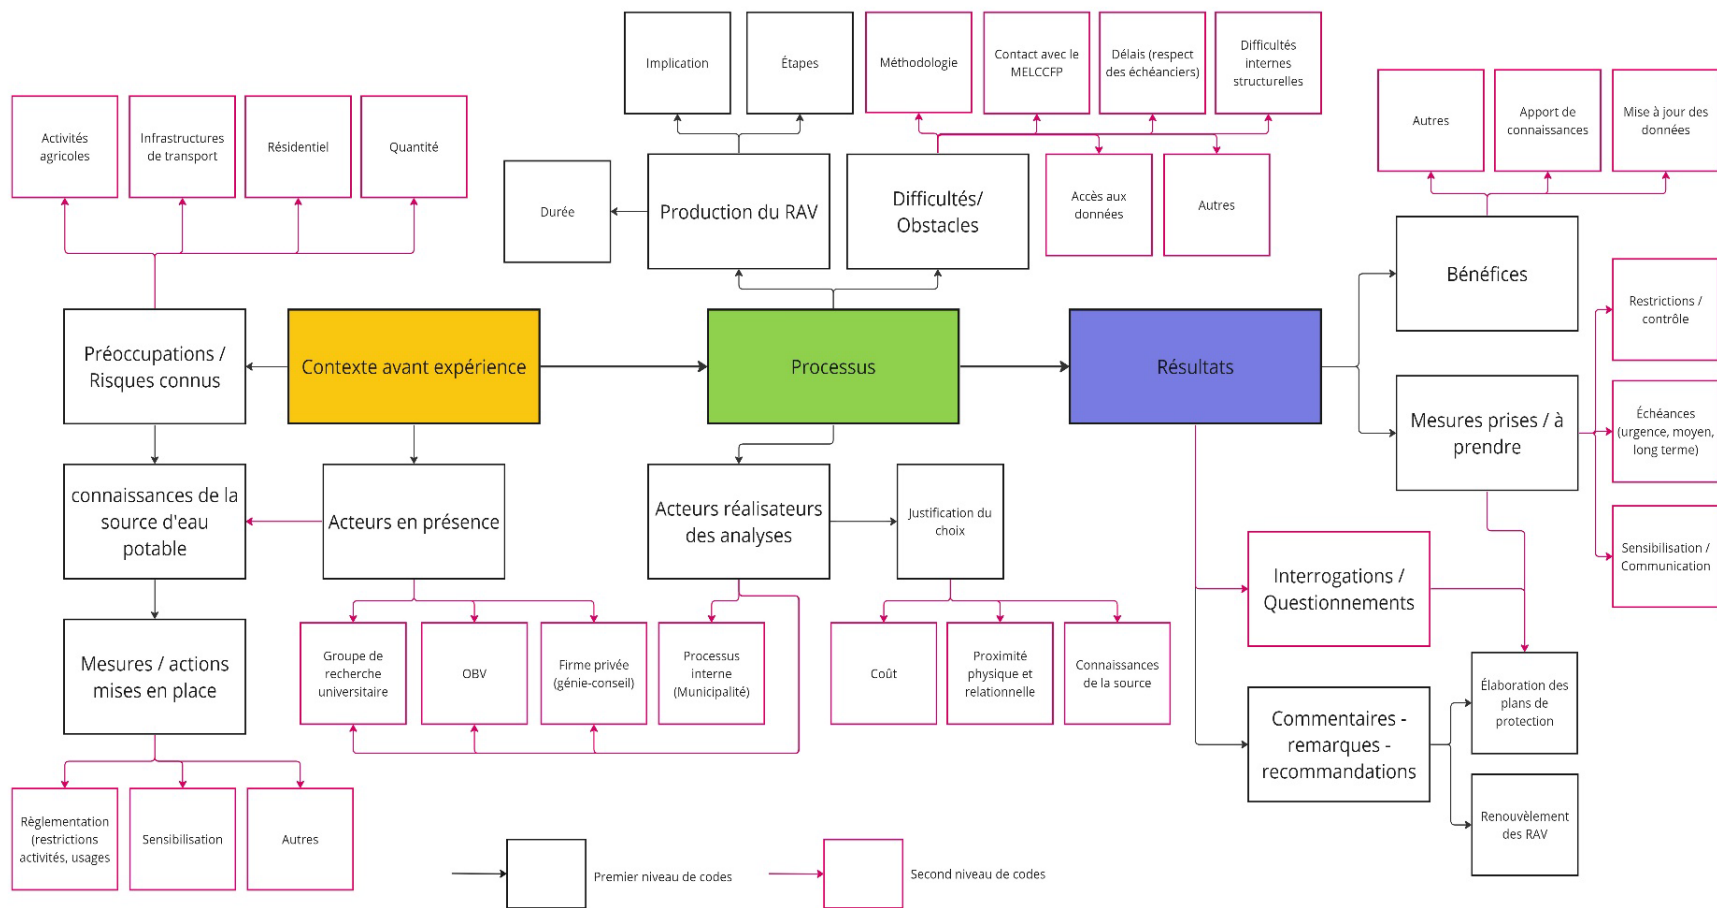 Implication
Étapes
Méthodologie
Contact avec le
MELCCFP
Délais (respect
des échéanciers)
Difficultés
internes
structurelles
Autres
Apport de
connaissances
Mise à jour des
données
Activités
agricoles
Infrastructures
de transport
Résidentiel
Quantité
Durée
Production du RAV
Difficultés/
Obstacles
Accès aux
données
Autres
Bénéfices
Restrictions /
contrôle
Préoccupations /
Risques connus
Contexte avant expérience
Processus
Résultats
Mesures prises / à
prendre
Échéances
(urgence, moyen,
long terme)
connaissances de la
source d'eau
potable
Acteurs en présence
Acteurs réalisateurs
des analyses
Justification du
choix
Sensibilisation /
Communication
Interrogations /
Questionnements
Mesures / actions
mises en place
Groupe de
recherche
universitaire
OBV
Firme privée
(génie-conseil)
Processus
interne
(Municipalité)
Coût
Proximité
physique et
relationnelle
Connaissances
de la source
Élaboration des
plans de
protection
Commentaires -
remarques -
recommandations
Règlementation
(restrictions
activités, usages
Sensibilisation
Autres
Renouvèlement
des RAV
Premier niveau de codes
Second niveau de codes